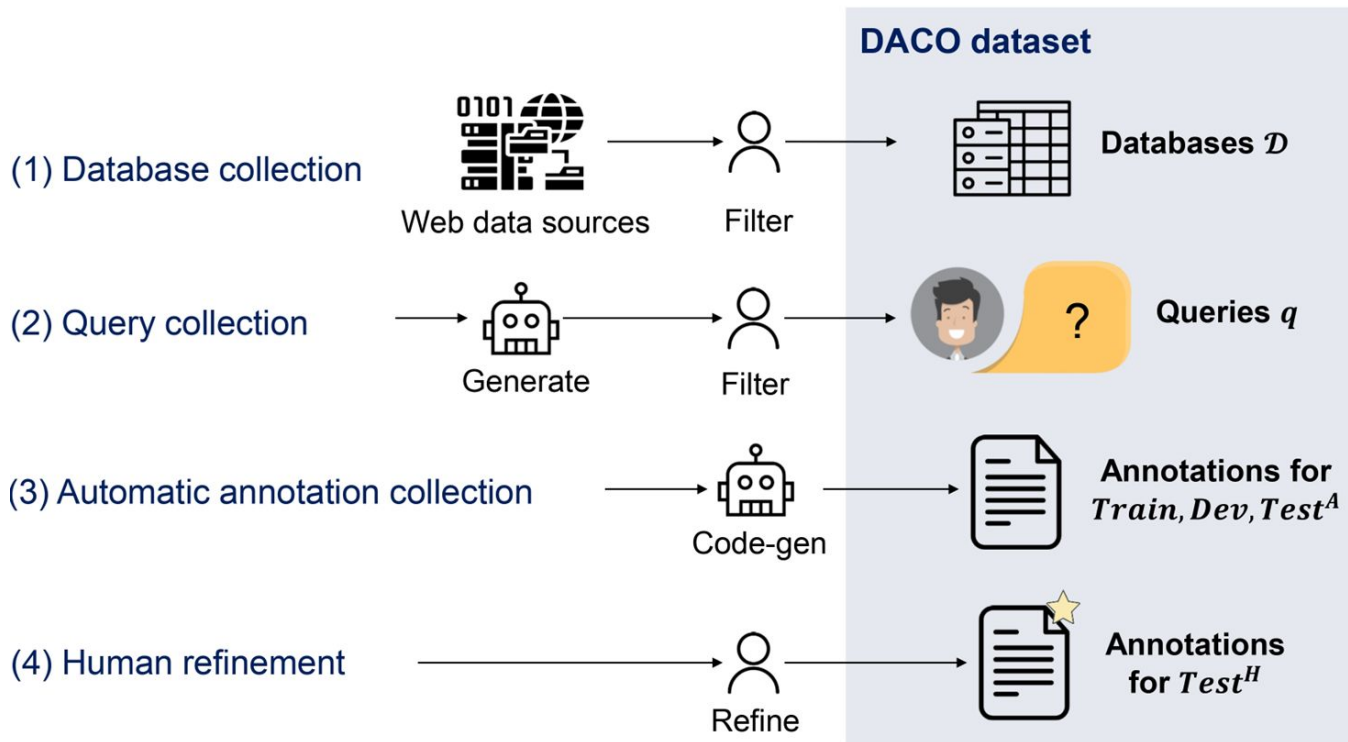 DACO dataset
0101
(1) Database collection
Web data sources
Filter
Databases 𝒟
(2) Query collection
Generate
Filter
?
Queries q
(3) Automatic annotation collection
Code-gen
Annotations for
Train, Dev, Test^A
(4) Human refinement
Refine
Annotations
for Test^H